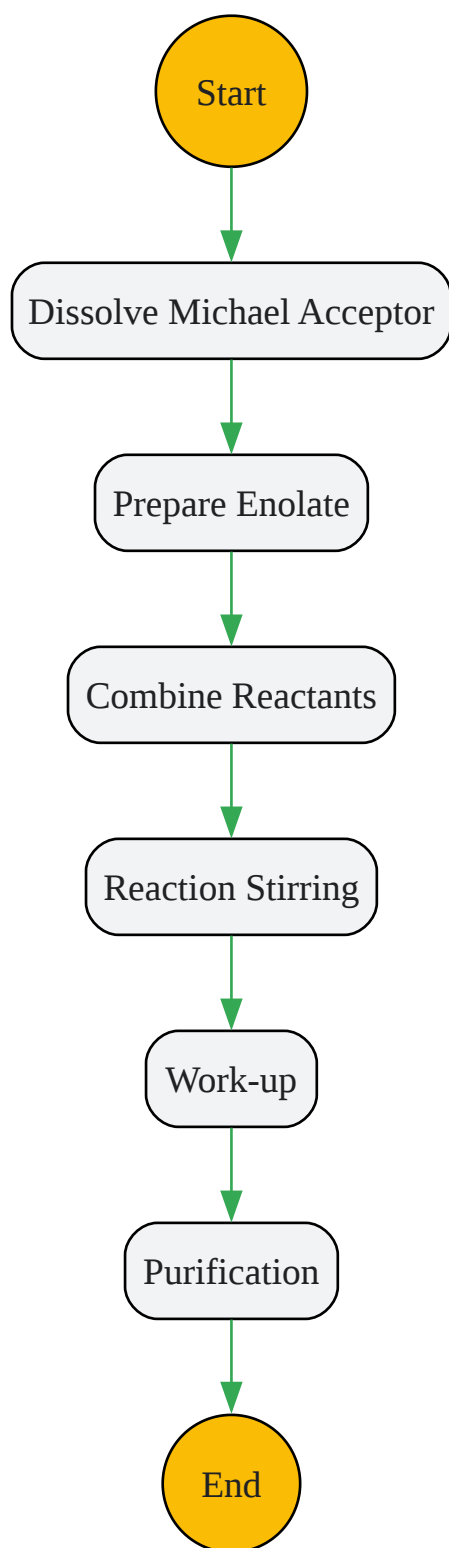 Start
Dissolve Michael Acceptor
Prepare Enolate
Combine Reactants
Reaction Stirring
Work-up
Purification
End